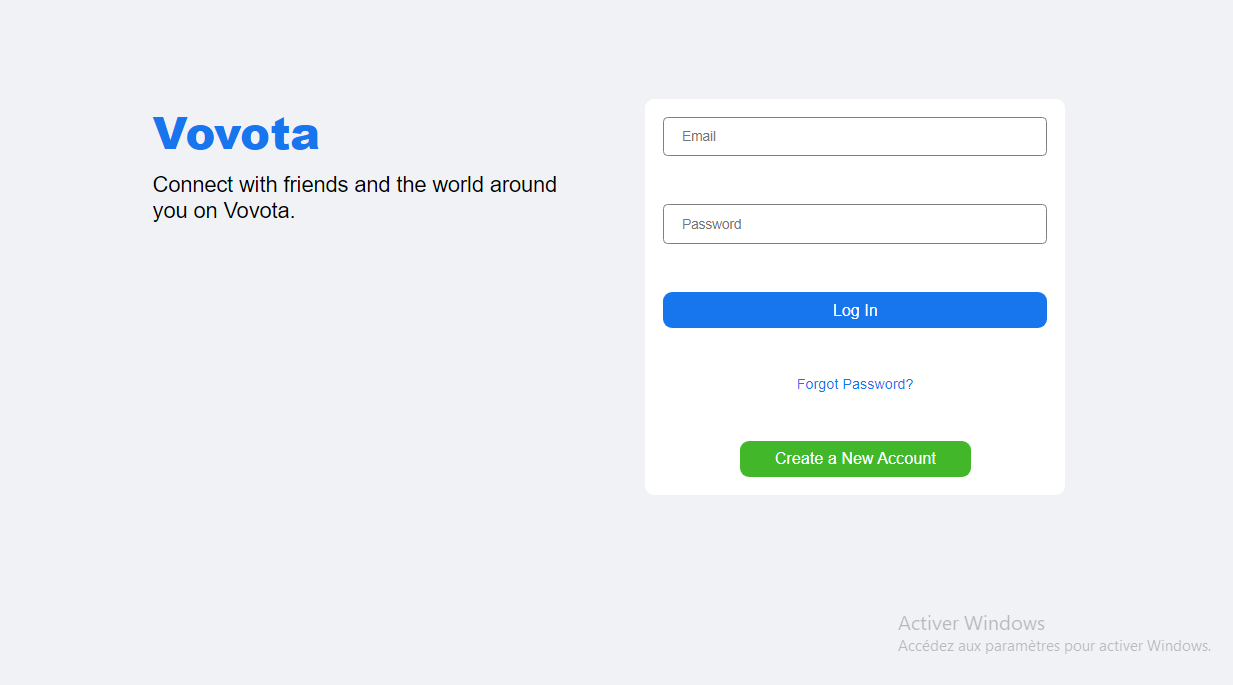 Vovota
Connect with friends and the world around
you on Vovota.
Email
Password
Log In
Forgot Password?
Create a New Account
Activer Windows
Accédez aux paramètres pour activer Windows.